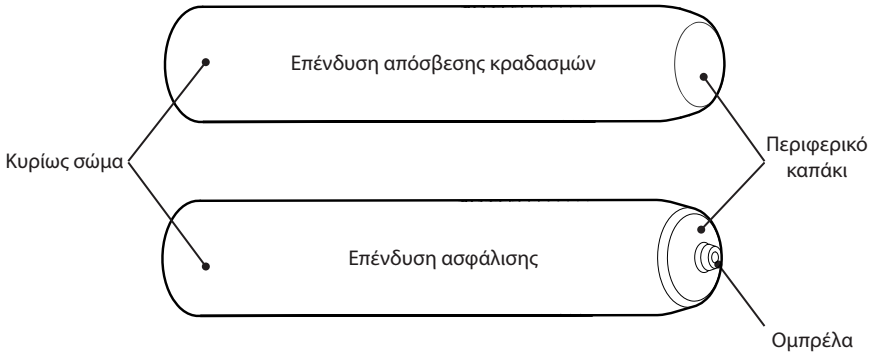 Επένδυση απόσβεσης κραδασμών
Κυρίως σώμα
Περιφερικό
καπάκι
Επένδυση ασφάλισης
Ομπρέλα